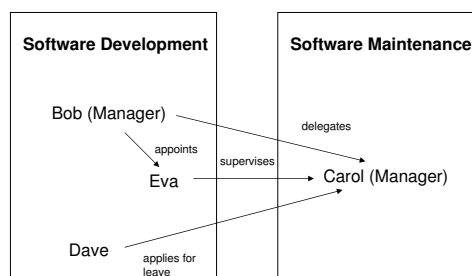 Software Development
Software Maintenance
Bob (Manager)
delegates
appoints
supervises
Eva
Carol (Manager)
Dave
applies for
leave